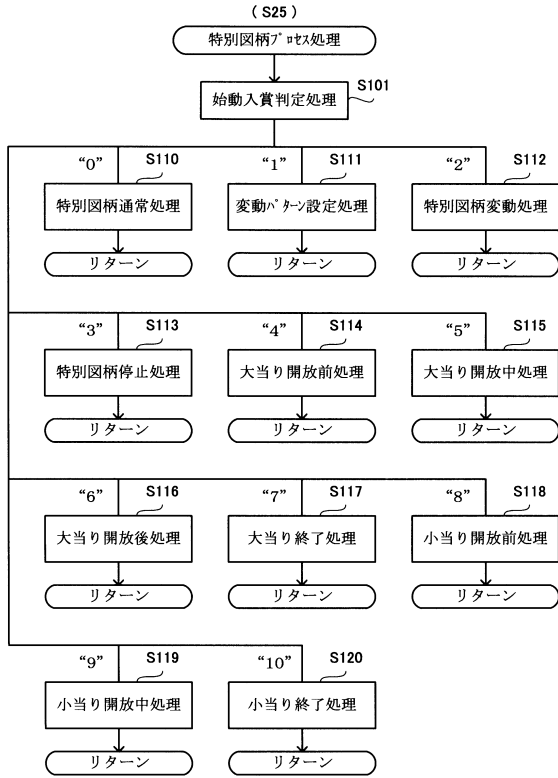 (S25)
特別図柄ﾌﾟﾛｾｽ処理
S101
始動入賞判定処理
“0” S110 “1” S111 “2” S112
特別図柄通常処理 変動ﾊﾟﾀｰﾝ設定処理 特別図柄変動処理
リターン リターン リターン
“3” S113 “4” S114 “5” S115
特別図柄停止処理 大当り開放前処理 大当り開放中処理
リターン リターン リターン
“6” S116 “7” S117 “8” S118
大当り開放後処理 大当り終了処理 小当り開放前処理
リターン リターン リターン
“9” S119 “10” S120
小当り開放中処理 小当り終了処理
リターン リターン